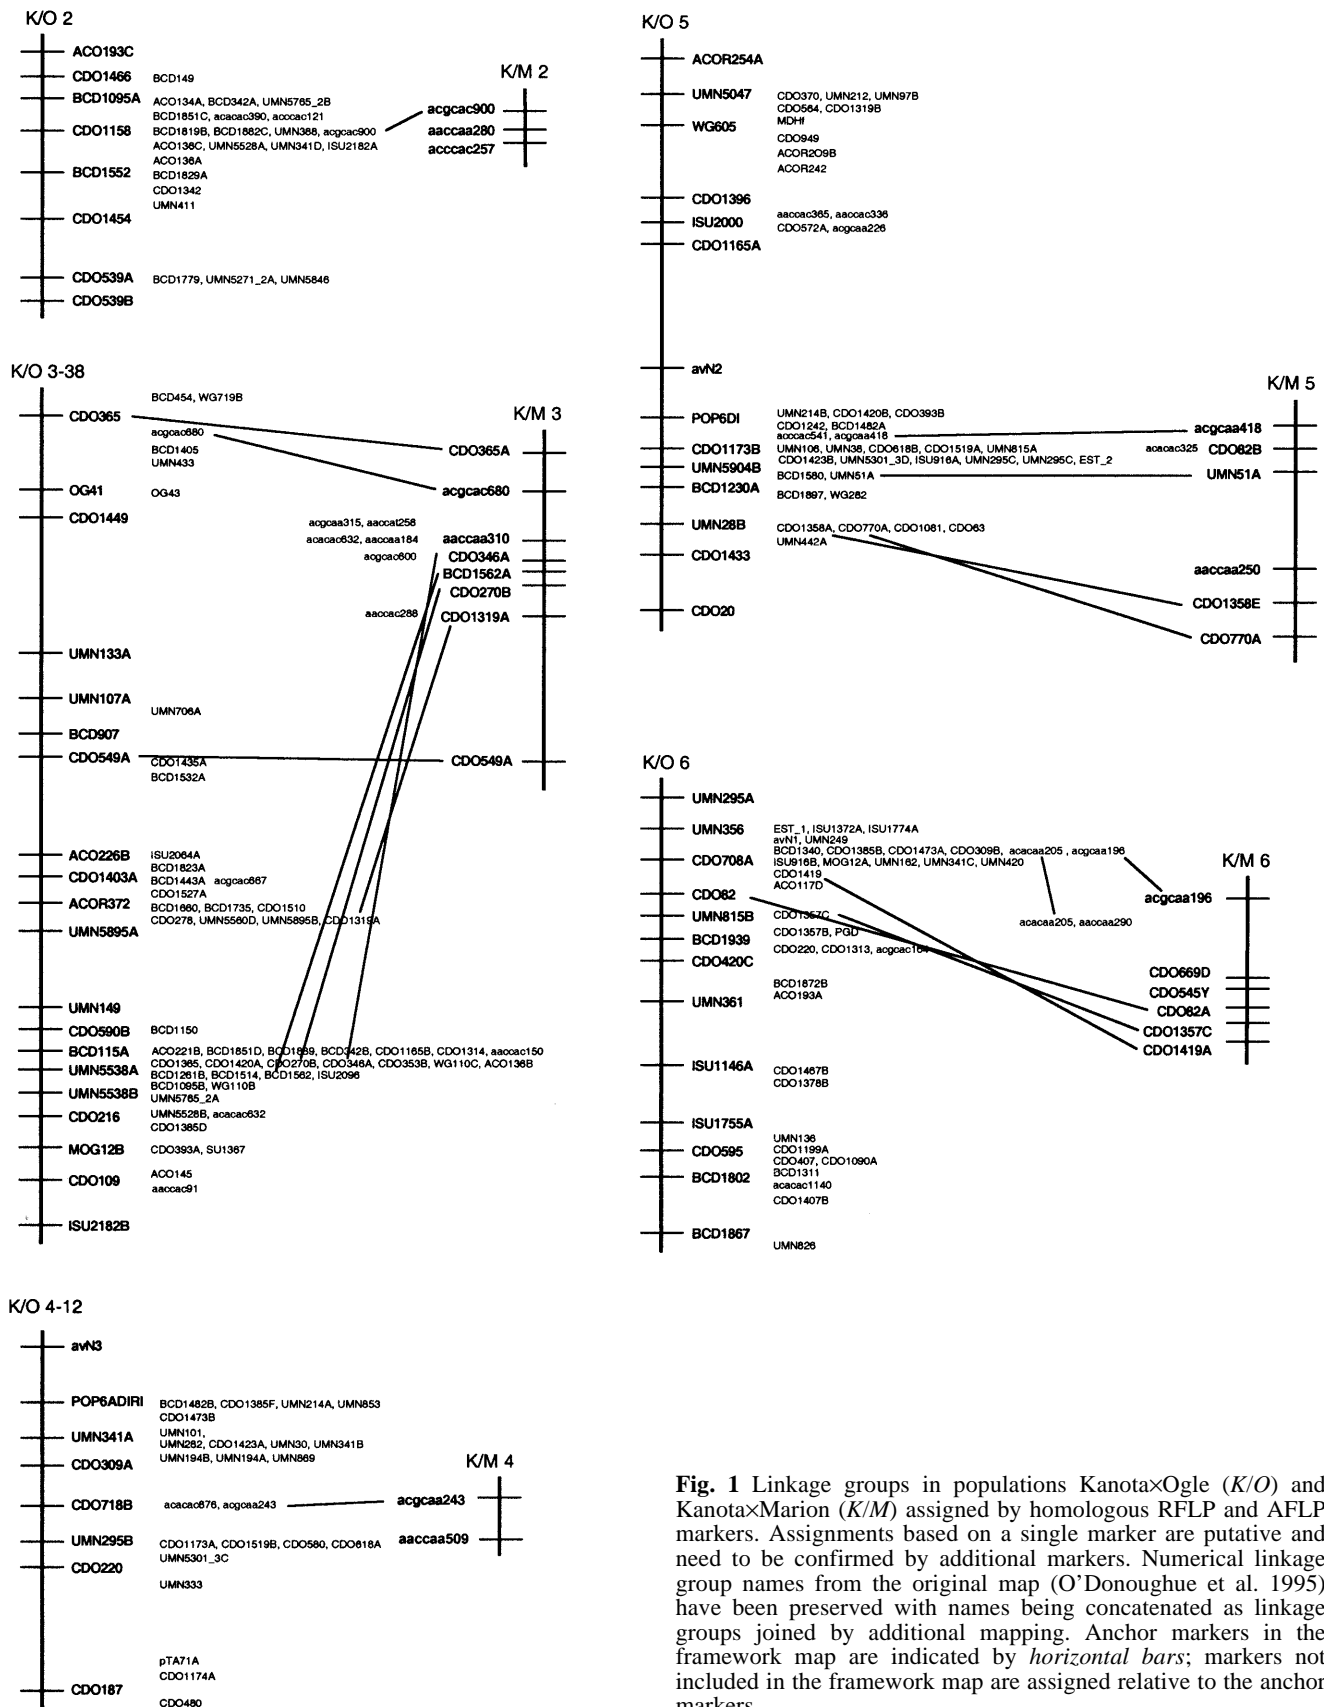 K/O 2
ACO193C
CDO1466 BCD149
BCD1095A ACO134A, BCD342A, UMN5765_2B
BCD1851C, acacac390, acccac121
CDO1158 BCD1819B, BCD1882C, UMN388, acgcac900
ACO136C, UMN5528A, UMN341D, ISU2182A
ACO136A
BCD1552 BCD1829A
CDO1342
UMN411
CDO1454
CDO539A BCD1779, UMN5271_2A, UMN5846
CDO539B
K/M 2
acgcac900
aaccaa280
acccac257
K/O 3-38
BCD454, WG719B
CDO365
acgcac680
BCD1405
UMN433
OG41 OG43
CDO1449
UMN133A
UMN107A
UMN706A
BCD907
CDO549A CDO1435A
BCD1532A
ACO226B ISU2064A
BCD1823A
CDO1403A BCD1443A acgcac667
CDO1527A
ACOR372 BCD1660, BCD1735, CDO1510
CDO278, UMN5560D, UMN5895B, CDO1319A
UMN5895A
UMN149
CDO590B BCD1150
BCD115A ACO221B, BCD1851D, BCD1889, BCD342B, CDO1165B, CDO1314, aaccac150
UMN5538A CDO1365, CDO1420A, CDO270B, CDO346A, CDO353B, WG110C, ACO136B
BCD1261B, BCD1514, BCD1562, ISU2096
BCD1095B, WG110B
UMN5538B UMN5765_2A
CDO216 UMN5528B, acacac632
CDO1385D
MOG12B CDO393A, SU1367
CDO109 ACO145
aaccac91
ISU2182B
K/M 3
CDO365A
acgcac680
acgcaa315, aaccat258
acacac632, aaccaa184 aaccaa310
acgcac600 CDO346A
BCD1562A
CDO270B
aaccac288 CDO1319A
CDO549A
K/O 4-12
avN3
POP6ADIRI BCD1482B, CDO1385F, UMN214A, UMN853
CDO1473B
UMN341A UMN101,
UMN282, CDO1423A, UMN30, UMN341B
CDO309A UMN194B, UMN194A, UMN869
CDO718B acacac876, acgcaa243
UMN295B CDO1173A, CDO1519B, CDO580, CDO618A
UMN5301_3C
CDO220
UMN333
pTA71A
CDO1174A
CDO187
CDO480
K/M 4
acgcaa243
aaccaa509
K/O 5
ACOR254A
UMN5047 CDO370, UMN212, UMN97B
CDO564, CDO1319B
WG605 MDHf
CDO949
ACOR2O9B
ACOR242
CDO1396
ISU2000 aaccac365, aaccac336
CDO572A, acgcaa226
CDO1165A
avN2
POP6DI UMN214B, CDO1420B, CDO393B
CDO1242, BCD1482A
acccac541, acgcaa418
CDO1173B UMN106, UMN38, CDO618B, CDO1519A, UMN815A
UMN5904B CDO1423B, UMN5301_3D, ISU916A, UMN295C, UMN295C, EST_2
BCD1580, UMN51A
BCD1230A BCD1897, WG282
UMN28B CDO1358A, CDO770A, CDO1081, CDO63
UMN442A
CDO1433
CDO20
K/M 5
acgcaa418
acacac325 CDO82B
UMN51A
aaccaa250
CDO1358E
CDO770A
K/O 6
UMN295A
UMN356 EST_1, ISU1372A, ISU1774A
avN1, UMN249
BCD1340, CDO1385B, CDO1473A, CDO309B, acacaa205 , acgcaa196
CDO708A ISU916B, MOG12A, UMN162, UMN341C, UMN420
CDO1419
ACO117D
CDO82
UMN815B CDO1357C
CDO1357B, PGD
BCD1939 CDO220, CDO1313, acgcac164
CDO420C
BCD1872B
UMN361 ACO193A
ISU1146A CDO1467B
CDO1378B
ISU1755A
UMN136
CDO595 CDO1199A
CDO407, CDO1090A
BCD1802 BCD1311
acacac1140
CDO1407B
BCD1867
UMN826
K/M 6
acgcaa196
acacaa205, aaccaa290
CDO669D
CDO545Y
CDO82A
CDO1357C
CDO1419A
Fig. 1 Linkage groups in populations Kanota×Ogle (K/O) and
Kanota×Marion (K/M) assigned by homologous RFLP and AFLP
markers. Assignments based on a single marker are putative and
need to be confirmed by additional markers. Numerical linkage
group names from the original map (O'Donoughue et al. 1995)
have been preserved with names being concatenated as linkage
groups joined by additional mapping. Anchor markers in the
framework map are indicated by horizontal bars; markers not
included in the framework map are assigned relative to the anchor
markers